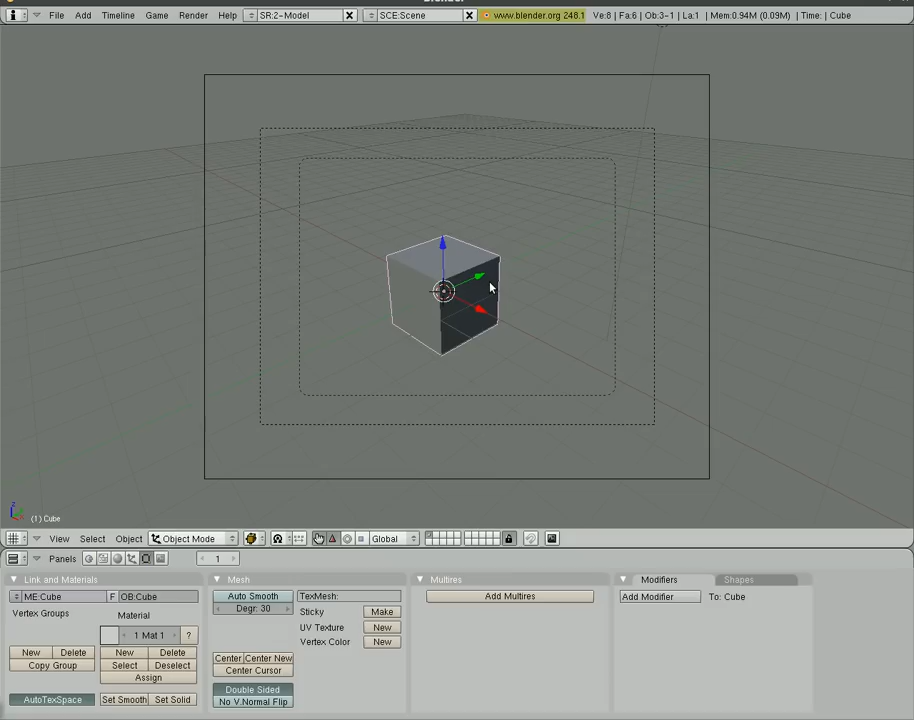 File Add Timeline Game Render Help SR:2-Model SCE:Scene www.blender.org 248.1 Ve:8 | Fa:6 | Ob:3-1 | La:1 | Mem:0.94M (0.09M) | Time: | Cube
z
(1) Cube
View Select Object Object Mode Global
Panels 1
Link and Materials Mesh Multires Modifiers Shapes
ME:Cube F OB:Cube Auto Smooth TexMesh: Add Multires Add Modifier To: Cube
Degr: 30
Vertex Groups Material Sticky Make
UV Texture New
1 Mat 1 ? Vertex Color New
New Delete New Delete Center Center New
Copy Group Select Deselect Center Cursor
Assign
Double Sided
AutoTexSpace Set Smooth Set Solid No V.Normal Flip